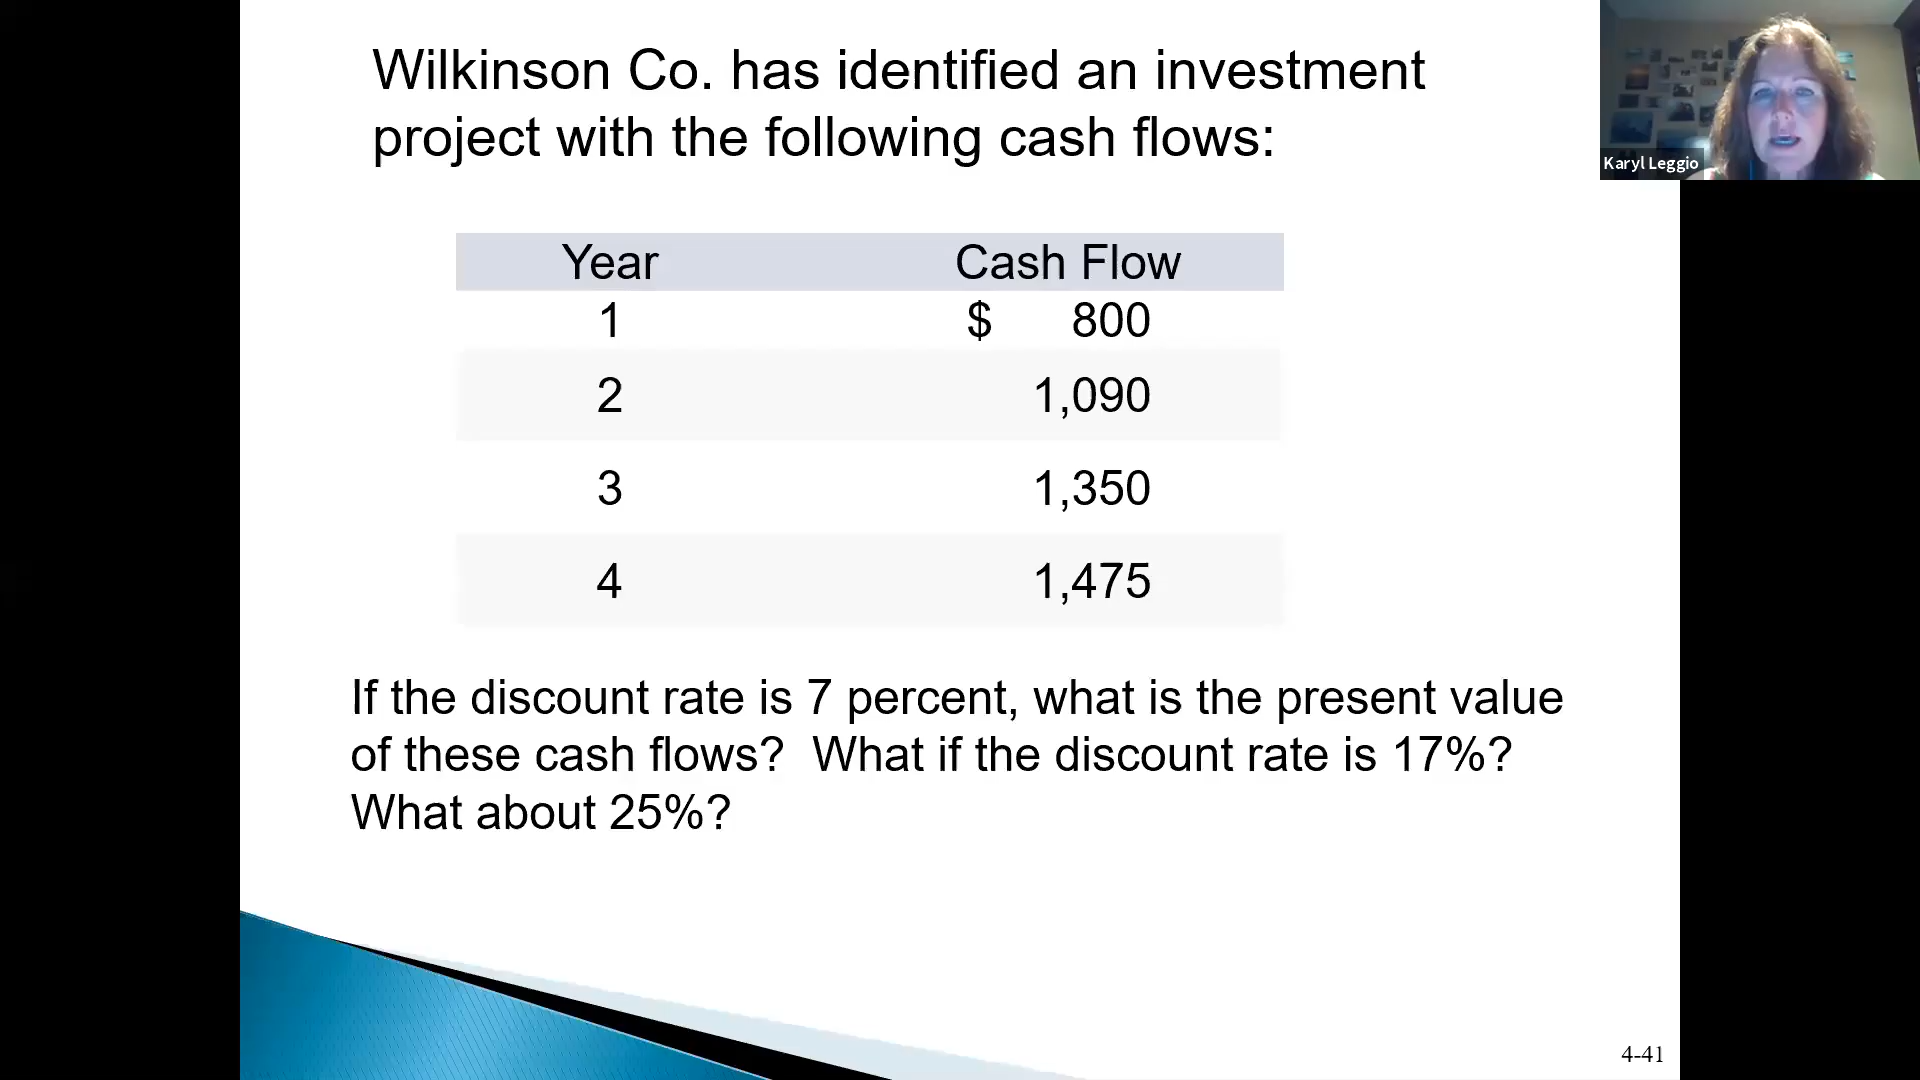 Wilkinson Co. has identified an investment
project with the following cash flows:
Karyl Leggio
Year Cash Flow
1 $ 800
2 1,090
3 1,350
4 1,475
If the discount rate is 7 percent, what is the present value
of these cash flows?  What if the discount rate is 17%?
What about 25%?
4-41